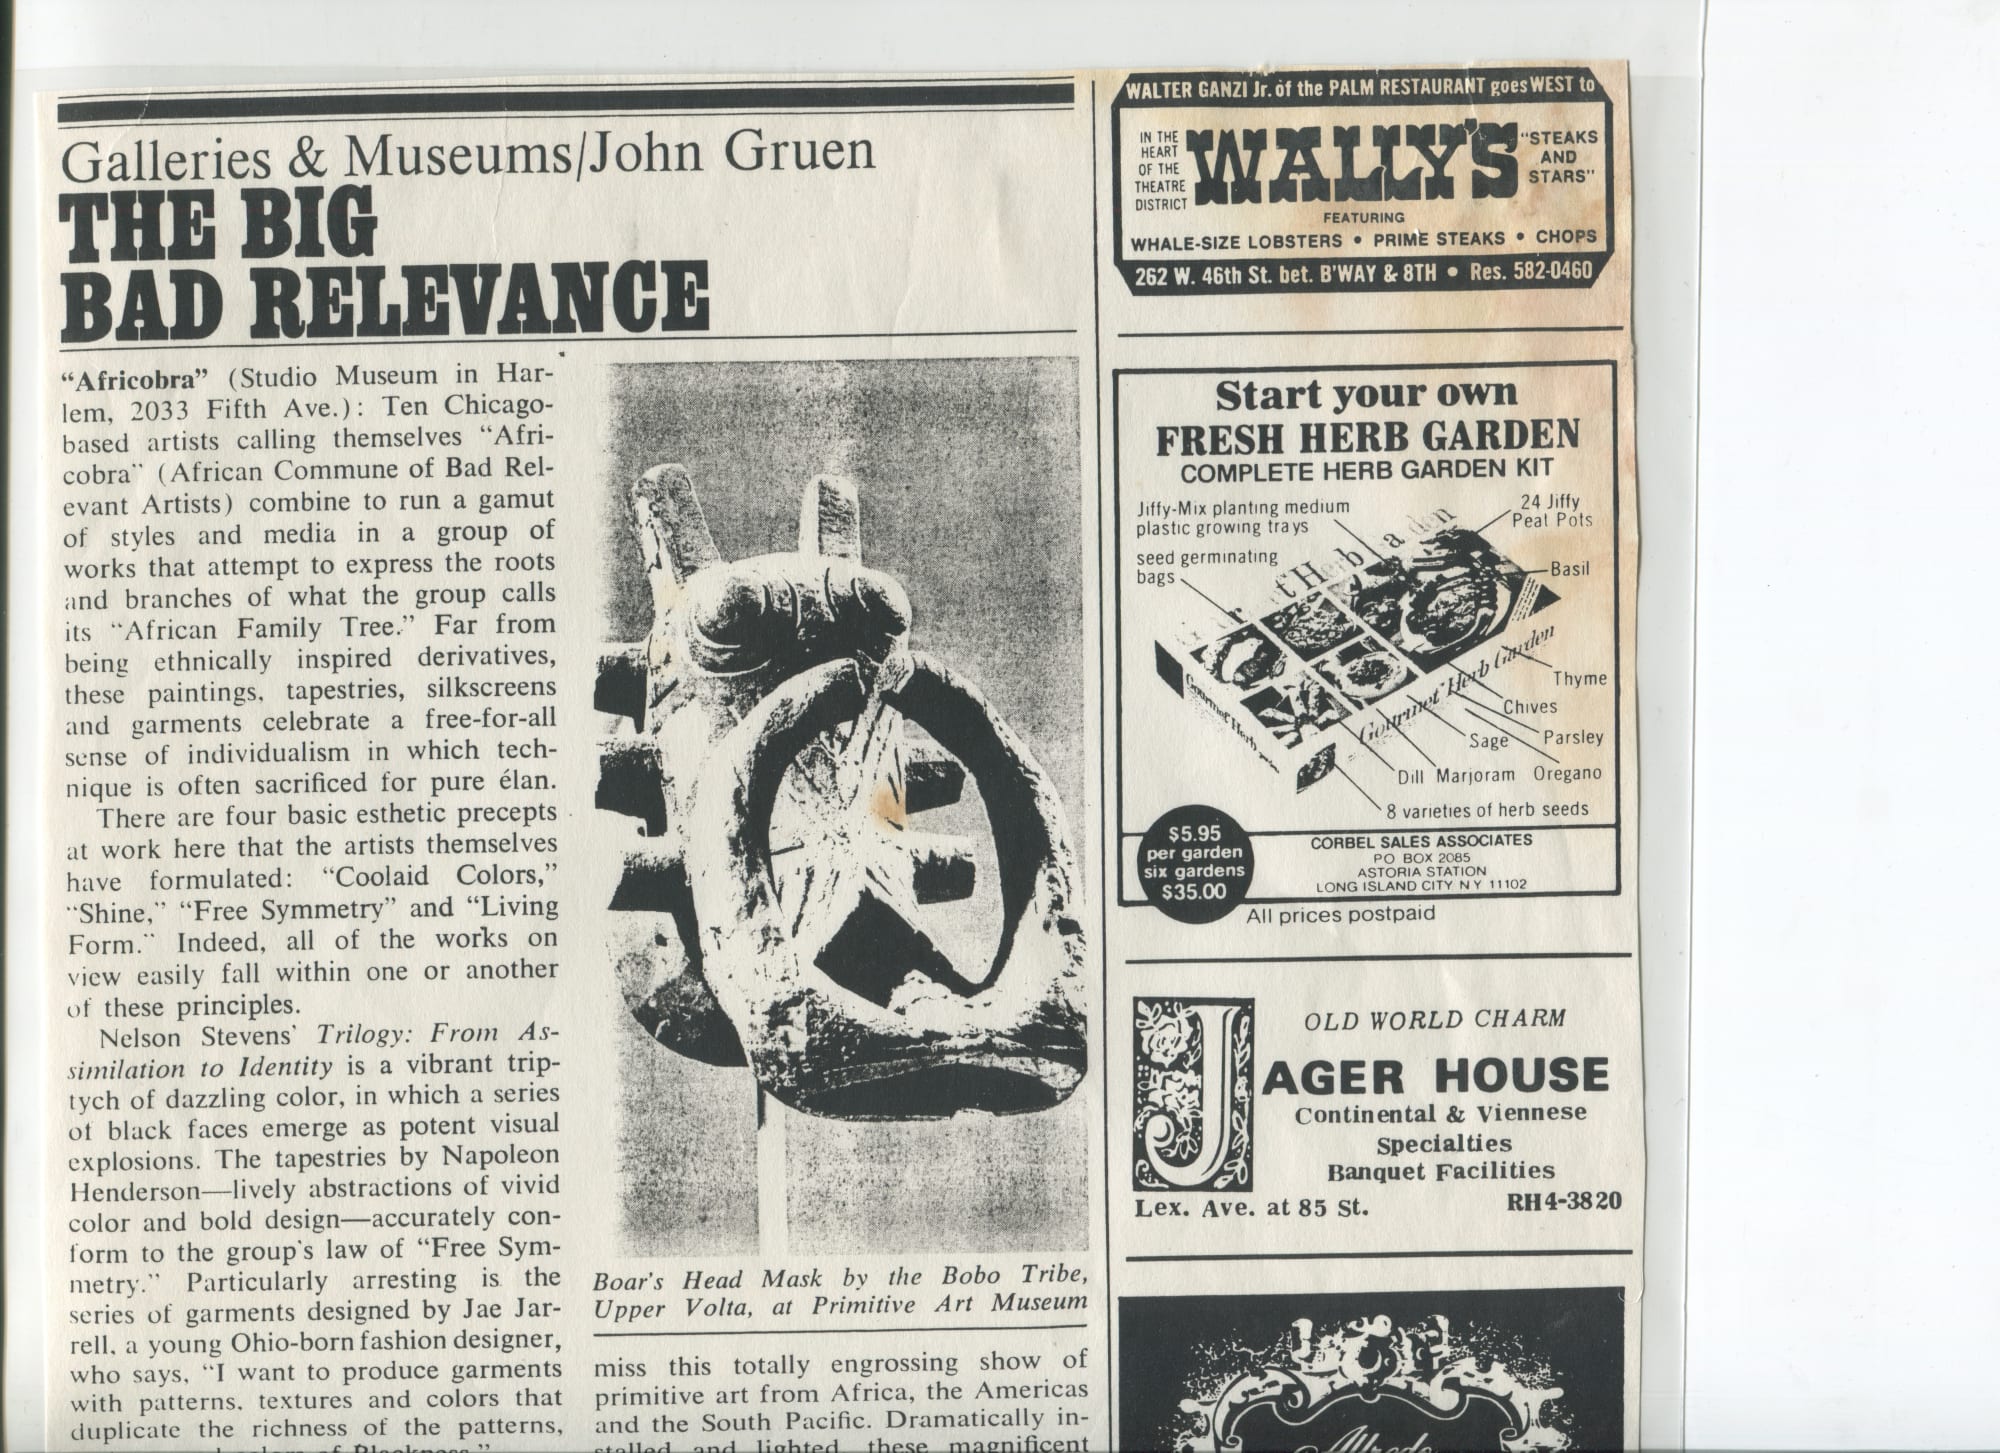 Galleries & Museums/John Gruen
THE BIG
BAD RELEVANCE
“Africobra” (Studio Museum in Har-
lem, 2033 Fifth Ave.): Ten Chicago-
based artists calling themselves “Afri-
cobra” (African Commune of Bad Rel-
evant Artists) combine to run a gamut
of styles and media in a group of
works that attempt to express the roots
and branches of what the group calls
its “African Family Tree.” Far from
being ethnically inspired derivatives,
these paintings, tapestries, silkscreens
and garments celebrate a free-for-all
sense of individualism in which tech-
nique is often sacrificed for pure élan.
There are four basic esthetic precepts
at work here that the artists themselves
have formulated: “Coolaid Colors,”
“Shine,” “Free Symmetry” and “Living
Form.” Indeed, all of the works on
view easily fall within one or another
of these principles.
Nelson Stevens’ Trilogy: From As-
similation to Identity is a vibrant trip-
tych of dazzling color, in which a series
of black faces emerge as potent visual
explosions. The tapestries by Napoleon
Henderson—lively abstractions of vivid
color and bold design—accurately con-
form to the group’s law of “Free Sym-
metry.” Particularly arresting is the
series of garments designed by Jae Jar-
rell, a young Ohio-born fashion designer,
who says, “I want to produce garments
with patterns, textures and colors that
duplicate the richness of the patterns,
of Blackness.”
Boar's Head Mask by the Bobo Tribe,
Upper Volta, at Primitive Art Museum
miss this totally engrossing show of
primitive art from Africa, the Americas
and the South Pacific. Dramatically in-
stalled and lighted, these magnificent
WALTER GANZI Jr. of the PALM RESTAURANT goes WEST to
IN THE
HEART
OF THE
THEATRE
DISTRICT
WALLY'S
“STEAKS
AND
STARS”
FEATURING
WHALE-SIZE LOBSTERS • PRIME STEAKS • CHOPS
262 W. 46th St. bet. B'WAY & 8TH • Res. 582-0460
Start your own
FRESH HERB GARDEN
COMPLETE HERB GARDEN KIT
Jiffy-Mix planting medium
plastic growing trays
24 Jiffy
Peat Pots
seed germinating
bags
Basil
Gourmet Herb Garden
Thyme
Chives
Parsley
Sage
Dill Marjoram Oregano
8 varieties of herb seeds
$5.95
per garden
six gardens
$35.00
CORBEL SALES ASSOCIATES
PO BOX 2085
ASTORIA STATION
LONG ISLAND CITY NY 11102
All prices postpaid
OLD WORLD CHARM
JAGER HOUSE
Continental & Viennese
Specialties
Banquet Facilities
Lex. Ave. at 85 St.
RH4-3820
Alfredo